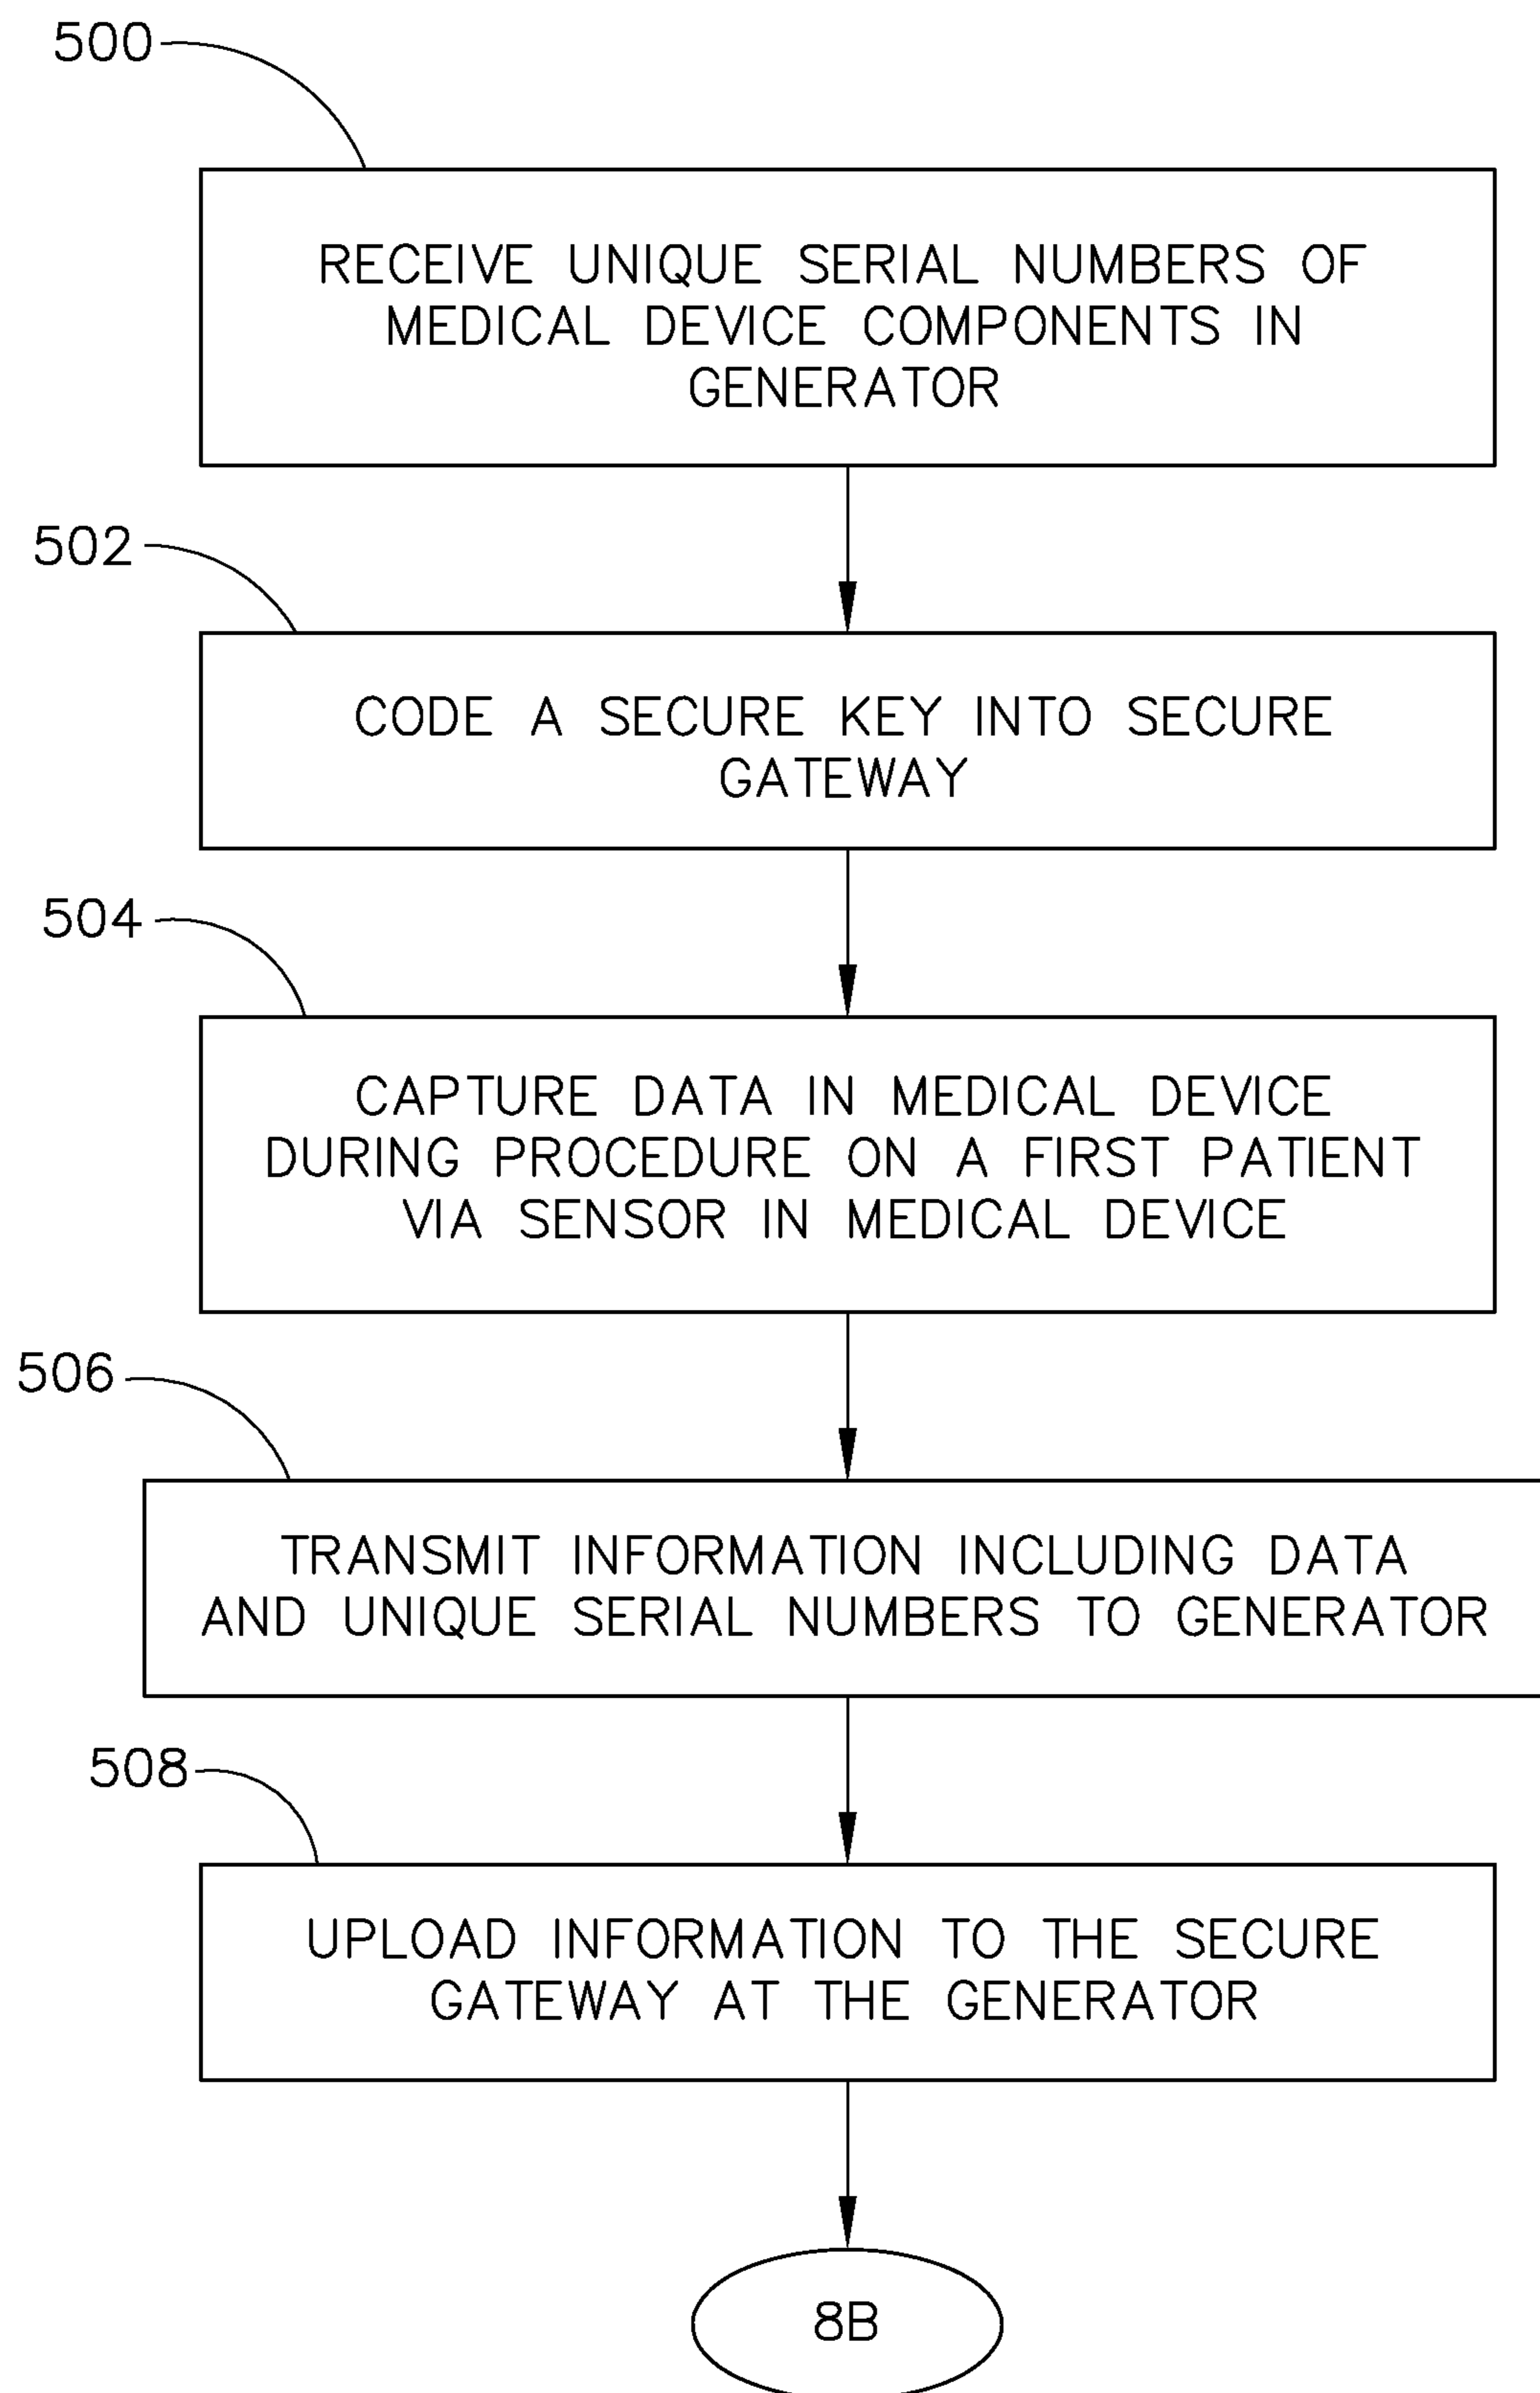 500
RECEIVE UNIQUE SERIAL NUMBERS OF
MEDICAL DEVICE COMPONENTS IN
GENERATOR
502
CODE A SECURE KEY INTO SECURE
GATEWAY
504
CAPTURE DATA IN MEDICAL DEVICE
DURING PROCEDURE ON A FIRST PATIENT
VIA SENSOR IN MEDICAL DEVICE
506
TRANSMIT INFORMATION INCLUDING DATA
AND UNIQUE SERIAL NUMBERS TO GENERATOR
508
UPLOAD INFORMATION TO THE SECURE
GATEWAY AT THE GENERATOR
8B